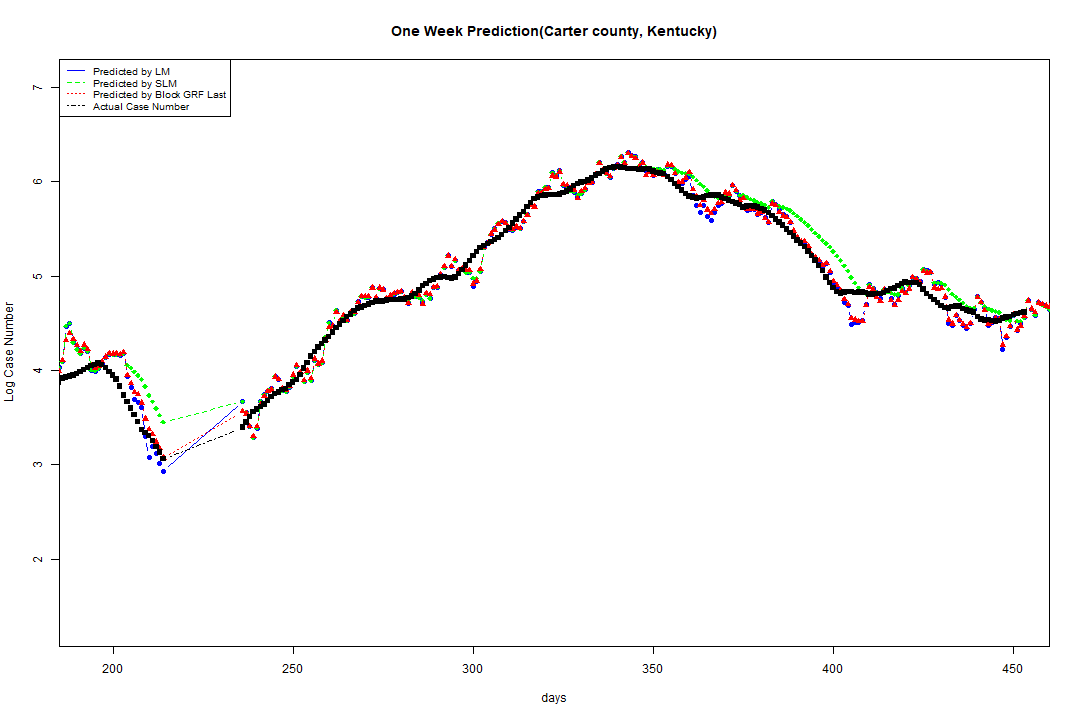 One Week Prediction(Carter county, Kentucky)
Predicted by LM
Predicted by SLM
Predicted by Block GRF Last
Actual Case Number
7
6
5
4
3
2
Log Case Number
200 250 300 350 400 450
days